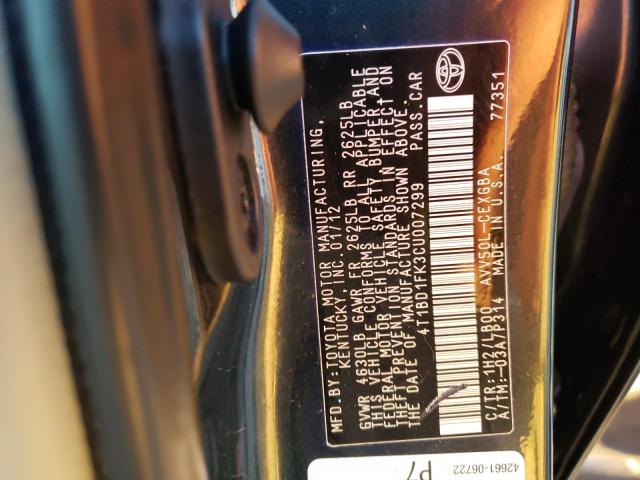 MFD.BY:TOYOTA MOTOR MANUFACTURING,
KENTUCKY, INC. 01/12
GVWR 4630LB GAWR FR 2625LB RR 2625LB
THIS VEHICLE CONFORMS TO ALL APPLICABLE
FEDERAL MOTOR VEHICLE SAFETY, BUMPER, AND
THEFT PREVENTION STANDARDS IN EFFECT ON
THE DATE OF MANUFACTURE SHOWN ABOVE.
4T1BD1FK3CU007299 PASS.CAR
C/TR:1H2/LB00 AVV50L-CEXGBA
A/TM:-03A/P314 MADE IN U.S.A. 77351
42661-06722
P7